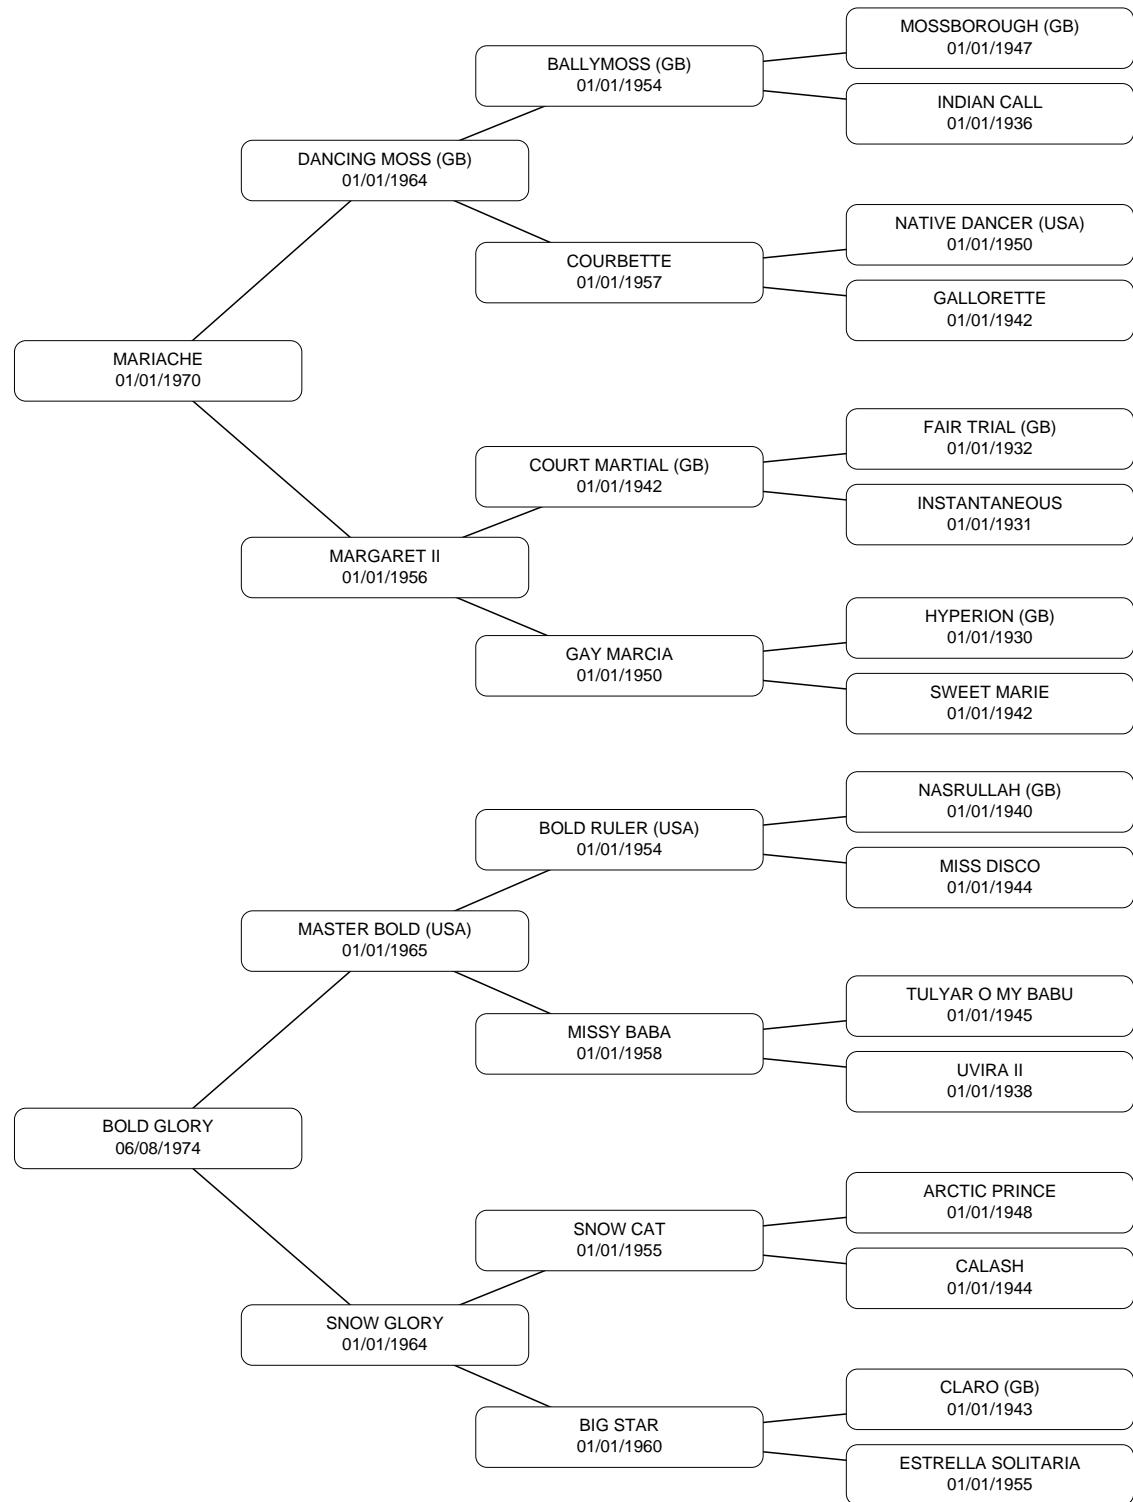 MOSSBOROUGH (GB)
01/01/1947
BALLYMOSS (GB)
01/01/1954
INDIAN CALL
01/01/1936
DANCING MOSS (GB)
01/01/1964
NATIVE DANCER (USA)
01/01/1950
COURBETTE
01/01/1957
GALLORETTE
01/01/1942
MARIACHE
01/01/1970
FAIR TRIAL (GB)
01/01/1932
COURT MARTIAL (GB)
01/01/1942
INSTANTANEOUS
01/01/1931
MARGARET II
01/01/1956
HYPERION (GB)
01/01/1930
GAY MARCIA
01/01/1950
SWEET MARIE
01/01/1942
NASRULLAH (GB)
01/01/1940
BOLD RULER (USA)
01/01/1954
MISS DISCO
01/01/1944
MASTER BOLD (USA)
01/01/1965
TULYAR O MY BABU
01/01/1945
MISSY BABA
01/01/1958
UVIRA II
01/01/1938
BOLD GLORY
06/08/1974
ARCTIC PRINCE
01/01/1948
SNOW CAT
01/01/1955
CALASH
01/01/1944
SNOW GLORY
01/01/1964
CLARO (GB)
01/01/1943
BIG STAR
01/01/1960
ESTRELLA SOLITARIA
01/01/1955